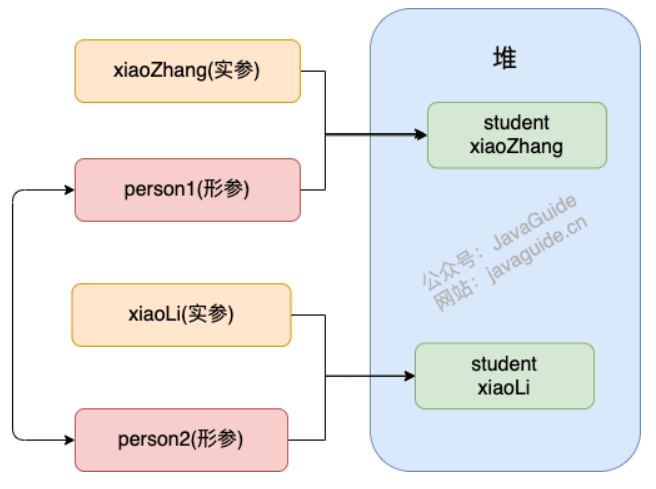 堆
xiaoZhang(实参)
student
xiaoZhang
person1(形参)
公众号：JavaGuide
网站：javaguide.cn
xiaoLi(实参)
student
xiaoLi
person2(形参)